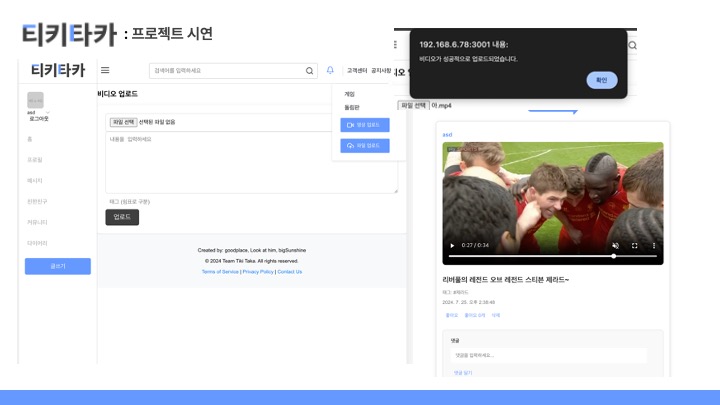 티키타카 : 프로젝트 시연
티키타카
검색어를 입력하세요
고객센터 공지사항
asd
로그아웃
홈
프로필
메시지
친한친구
커뮤니티
다이어리
글쓰기
비디오 업로드
파일 선택 선택된 파일 없음
내용을 입력하세요
태그 (쉼표로 구분)
업로드
게임
돌림판
영상 업로드
파일 업로드
Created by: goodplace, Look at him, bigSunshine
© 2024 Team Tiki Taka. All rights reserved.
Terms of Service | Privacy Policy | Contact Us
192.168.6.78:3001 내용:
비디오가 성공적으로 업로드되었습니다.
확인
파일 선택 아.mp4
asd
0:27 / 0:34
리버풀의 레전드 오브 레전드 스티븐 제라드~
태그: #제라드
2024. 7. 25. 오후 2:38:48
좋아요
삭제
댓글
댓글을 입력하세요...
댓글 달기